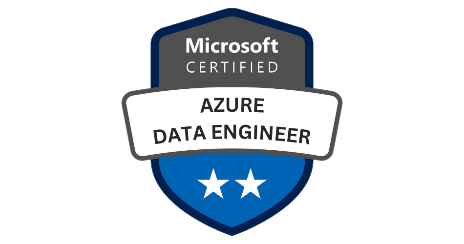 Microsoft
CERTIFIED
AZURE
DATA ENGINEER